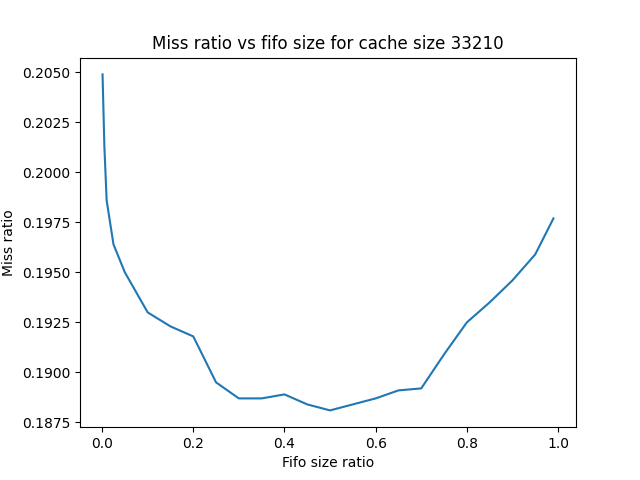 Miss ratio vs fifo size for cache size 33210
0.2050
0.2025
0.2000
0.1975
0.1950
0.1925
0.1900
0.1875
Miss ratio
0.0 0.2 0.4 0.6 0.8 1.0
Fifo size ratio